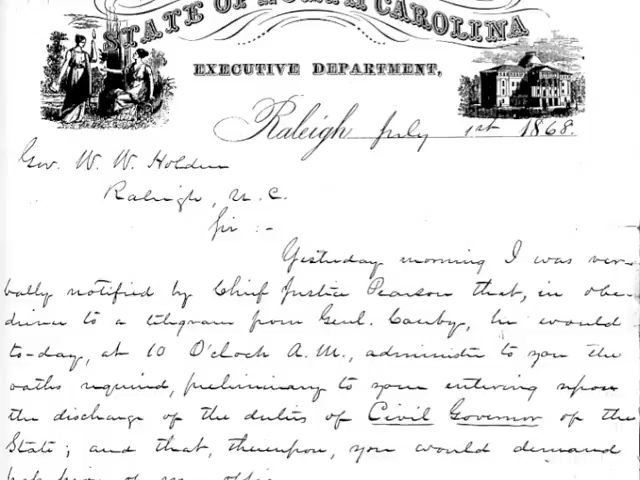 STATE OF NORTH CAROLINA
EXECUTIVE DEPARTMENT,
Raleigh July 1st 1868.
Gov. W. W. Holden
Raleigh, N. C.
Sir :-
Yesterday morning I was ver-
bally notified by Chief Justice Pearson that, in obe-
dience to a telegram from Genl. Canby, he would
to-day, at 10 O'clock A. M., administer to you the
oaths required, preliminary to your entering upon
the discharge of the duties of Civil Governor of the
State; and that, thereupon, you would demand
of my